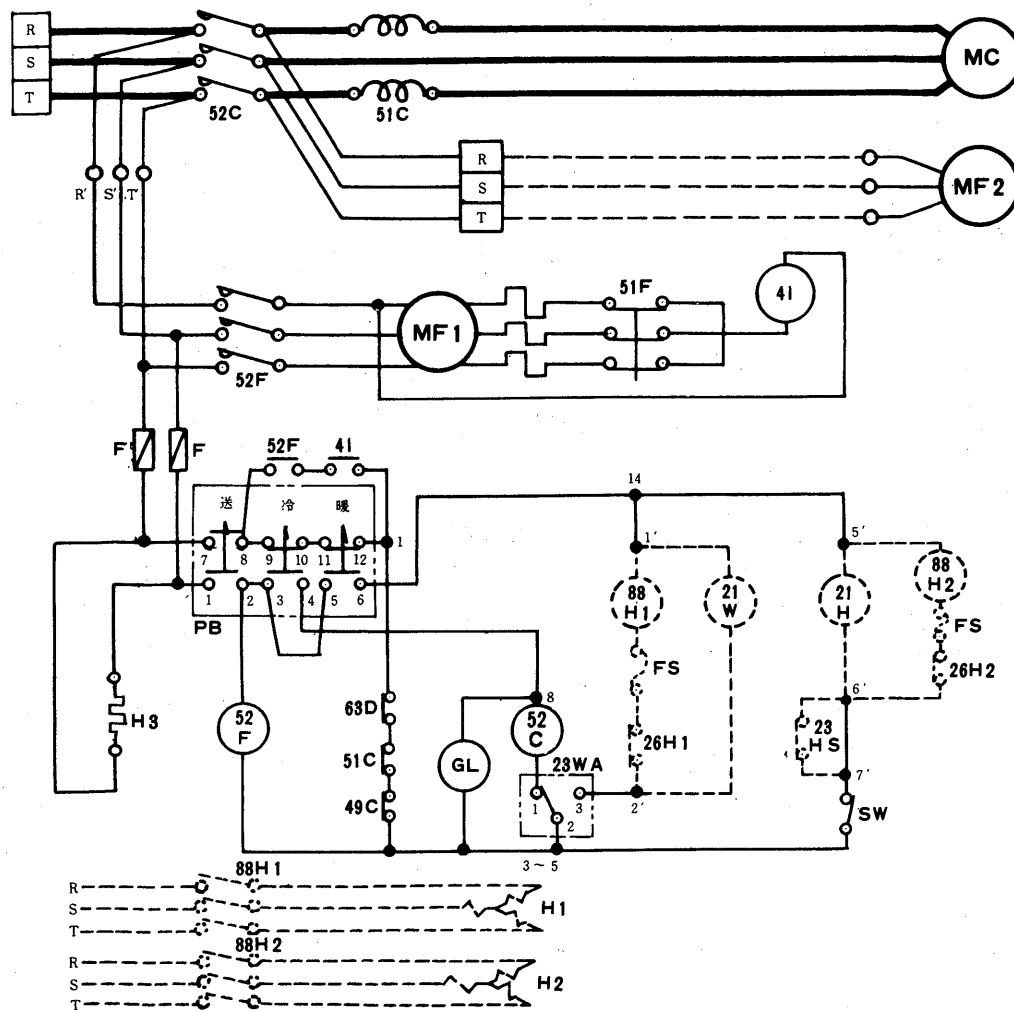 R
S
T
52C
51C
MC
R
S
T
MF2
R' S' T'
52F
MF1
51F
41
F F
52F 41
送 冷 暖
7 8 9 10 11 12 1
1 2 3 4 5 6
PB
14
1'
5'
88 H1
21 W
21 H
88 H2
FS
26H1
FS
26H2
6'
23 HS
7'
SW
H3
52 F
63D
51C
49C
GL
8
52 C
23WA
1 2 3
2'
3~5
88H1
R
S
T
H1
88H2
R
S
T
H2